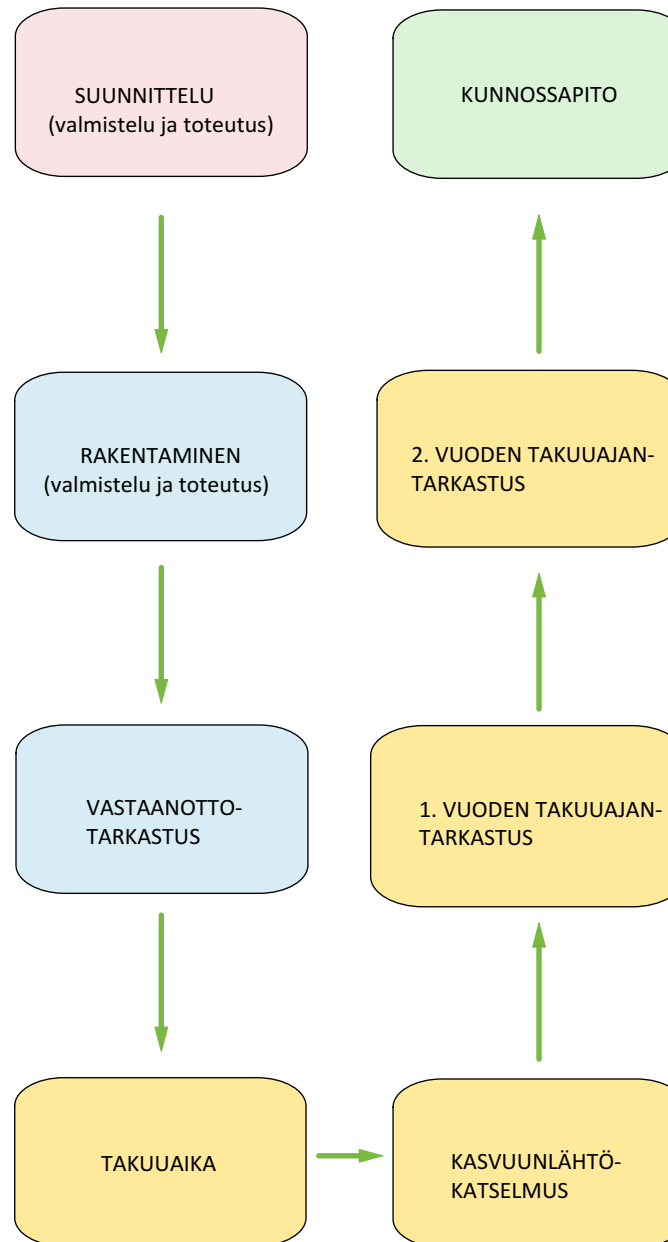 SUUNNITTELU
(valmistelu ja toteutus)
RAKENTAMINEN
(valmistelu ja toteutus)
VASTAANOTTO-
TARKASTUS
TAKUUAIKA
KASVUUNLÄHTÖ-
KATSELMUS
1. VUODEN TAKUUAJAN-
TARKASTUS
2. VUODEN TAKUUAJAN-
TARKASTUS
KUNNOSSAPITO